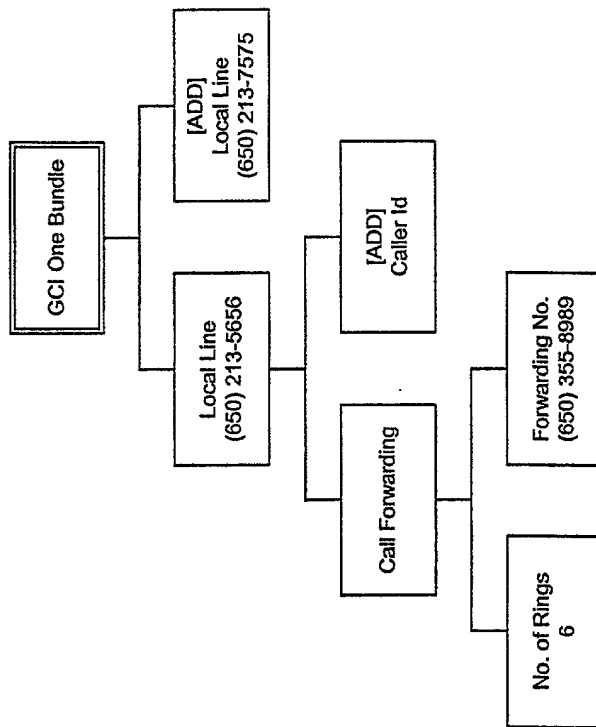 GCI One Bundle
Local Line
(650) 213-5656
[ADD]
Local Line
(650) 213-7575
Call Forwarding
[ADD]
Caller Id
No. of Rings
6
Forwarding No.
(650) 355-8989